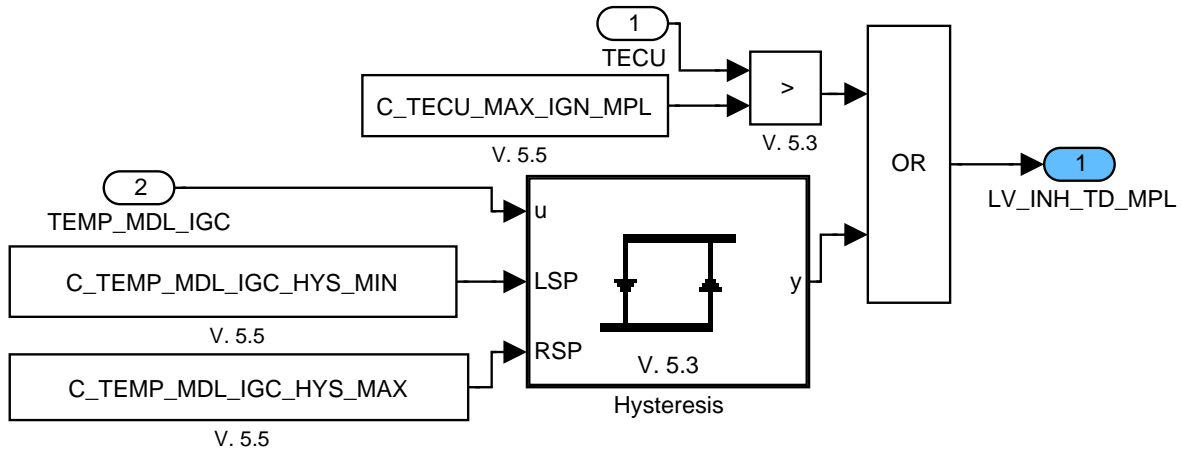 1
TECU
C_TECU_MAX_IGN_MPL
V. 5.5
>
V. 5.3
OR
1
LV_INH_TD_MPL
2
TEMP_MDL_IGC
C_TEMP_MDL_IGC_HYS_MIN
V. 5.5
C_TEMP_MDL_IGC_HYS_MAX
V. 5.5
u
LSP
RSP
y
V. 5.3
Hysteresis